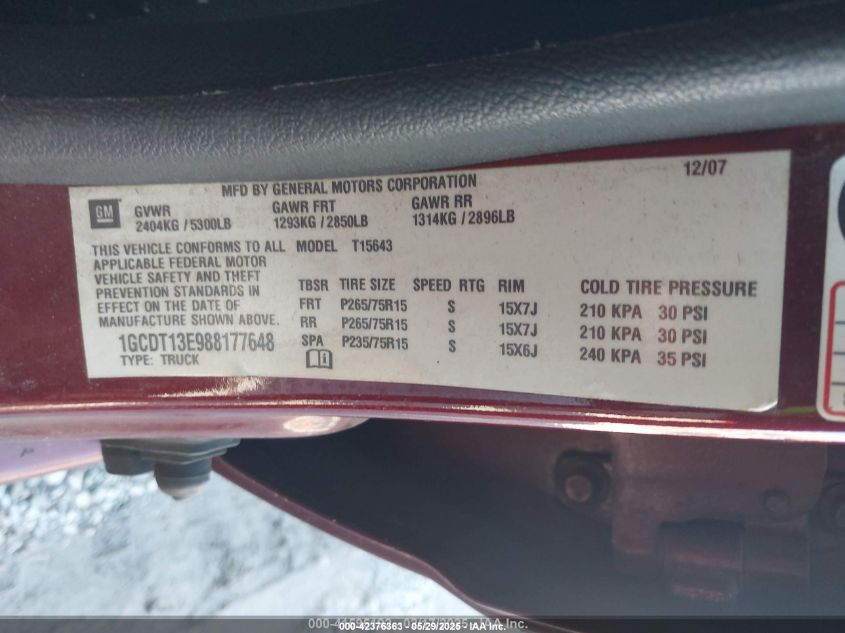 12/07
MFD BY GENERAL MOTORS CORPORATION
GM
GVWR GAWR FRT GAWR RR
2404KG / 5300LB 1293KG / 2850LB 1314KG / 2896LB
THIS VEHICLE CONFORMS TO ALL MODEL T15643
APPLICABLE FEDERAL MOTOR
VEHICLE SAFETY AND THEFT
PREVENTION STANDARDS IN
EFFECT ON THE DATE OF
MANUFACTURE SHOWN ABOVE.
1GCDT13E988177648
TYPE: TRUCK
TBSR TIRE SIZE SPEED RTG RIM COLD TIRE PRESSURE
FRT P265/75R15 S 15X7J 210 KPA 30 PSI
RR P265/75R15 S 15X7J 210 KPA 30 PSI
SPA P235/75R15 S 15X6J 240 KPA 35 PSI
000-42376363 - 05/29/2025 - IAA Inc.